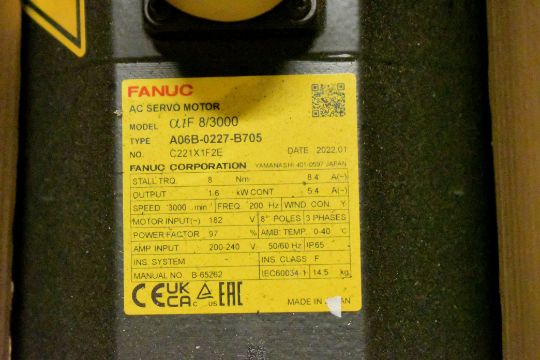 FANUC
AC SERVO MOTOR
MODEL αiF 8/3000
TYPE A06B-0227-B705
NO. C221X1F2E DATE 2022.01
FANUC CORPORATION YAMANASHI 401-0597 JAPAN
STALL TRQ. 8 Nm 8.4 A(~)
OUTPUT 1.6 kW CONT 5.4 A(~)
SPEED 3000 min⁻¹ FREQ. 200 Hz WIND. CON. Y
MOTOR INPUT(~) 182 V 8 POLES 3 PHASES
POWER FACTOR 97 % AMB. TEMP. 0-40 ℃
AMP INPUT 200-240 V 50/60 Hz IP65
INS. SYSTEM - INS. CLASS F
MANUAL NO. B-65262 IEC60034-1 14.5 kg
CE UK CA c us EAC
MADE IN JAPAN